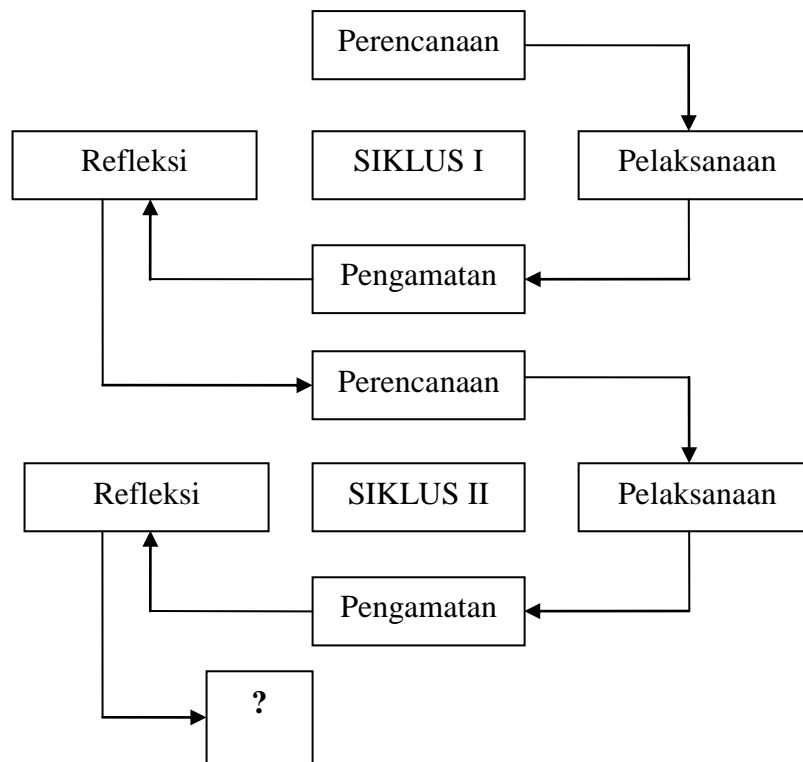 Perencanaan
Refleksi
SIKLUS I
Pelaksanaan
Pengamatan
Perencanaan
Refleksi
SIKLUS II
Pelaksanaan
Pengamatan
?